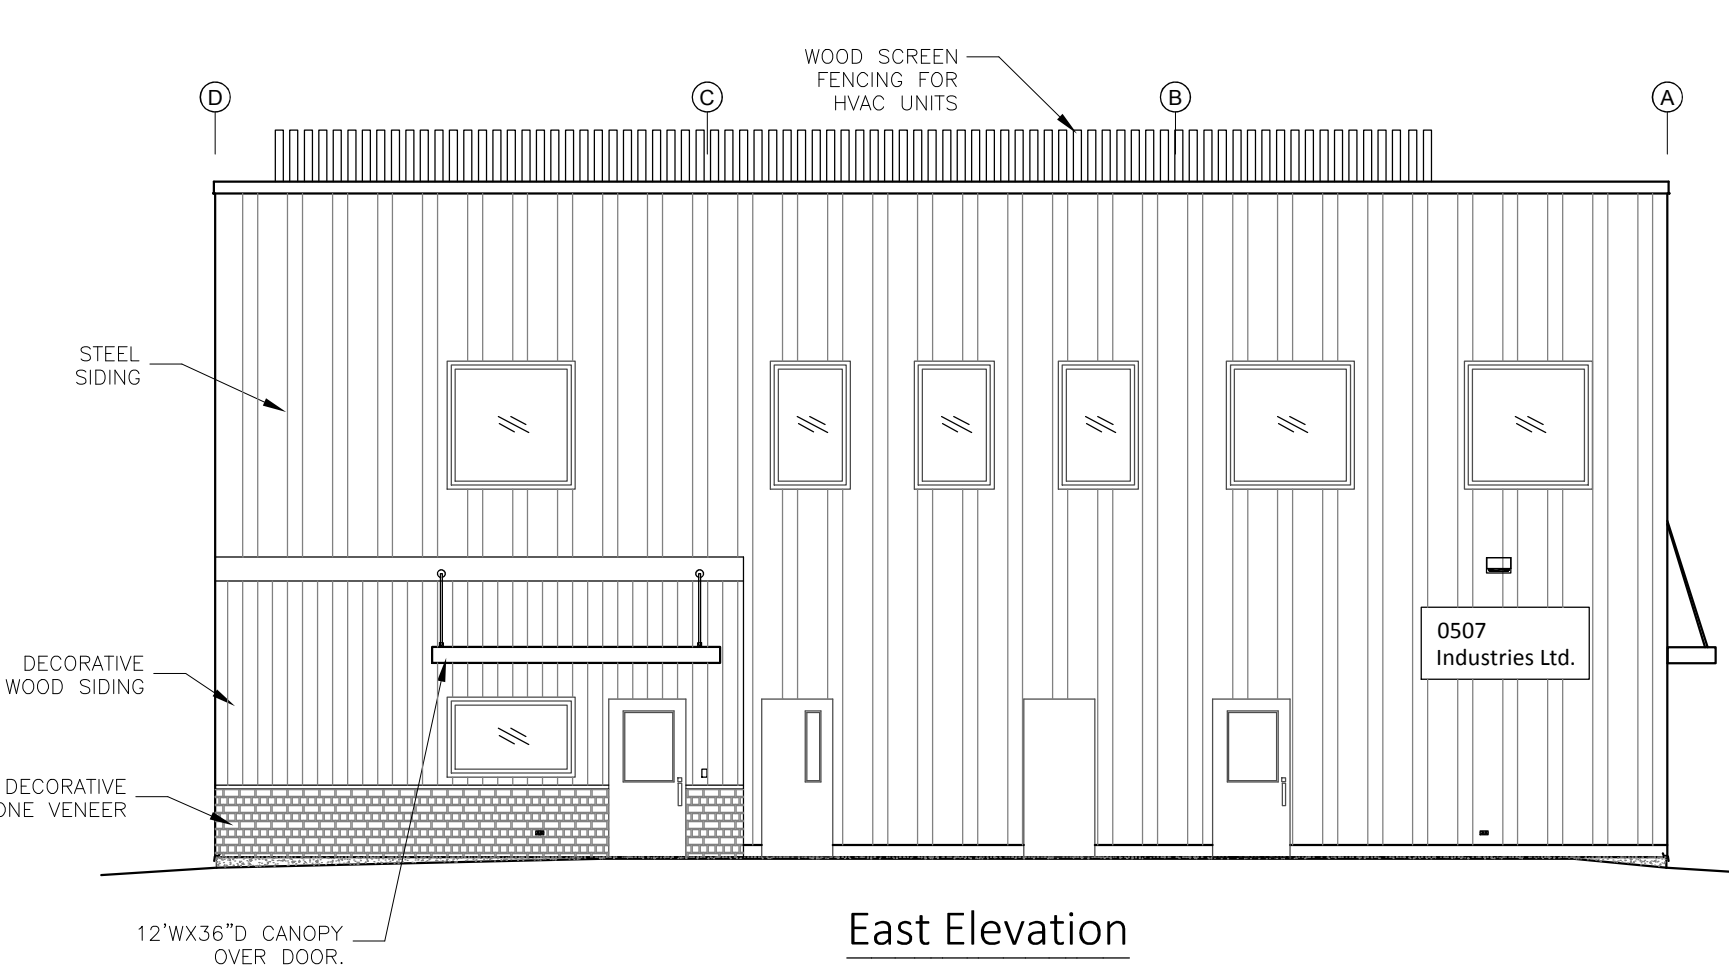 WOOD SCREEN
FENCING FOR
HVAC UNITS
D
C
B
A
STEEL
SIDING
0507
Industries Ltd.
DECORATIVE
WOOD SIDING
DECORATIVE
ONE VENEER
12'WX36"D CANOPY
OVER DOOR.
East Elevation